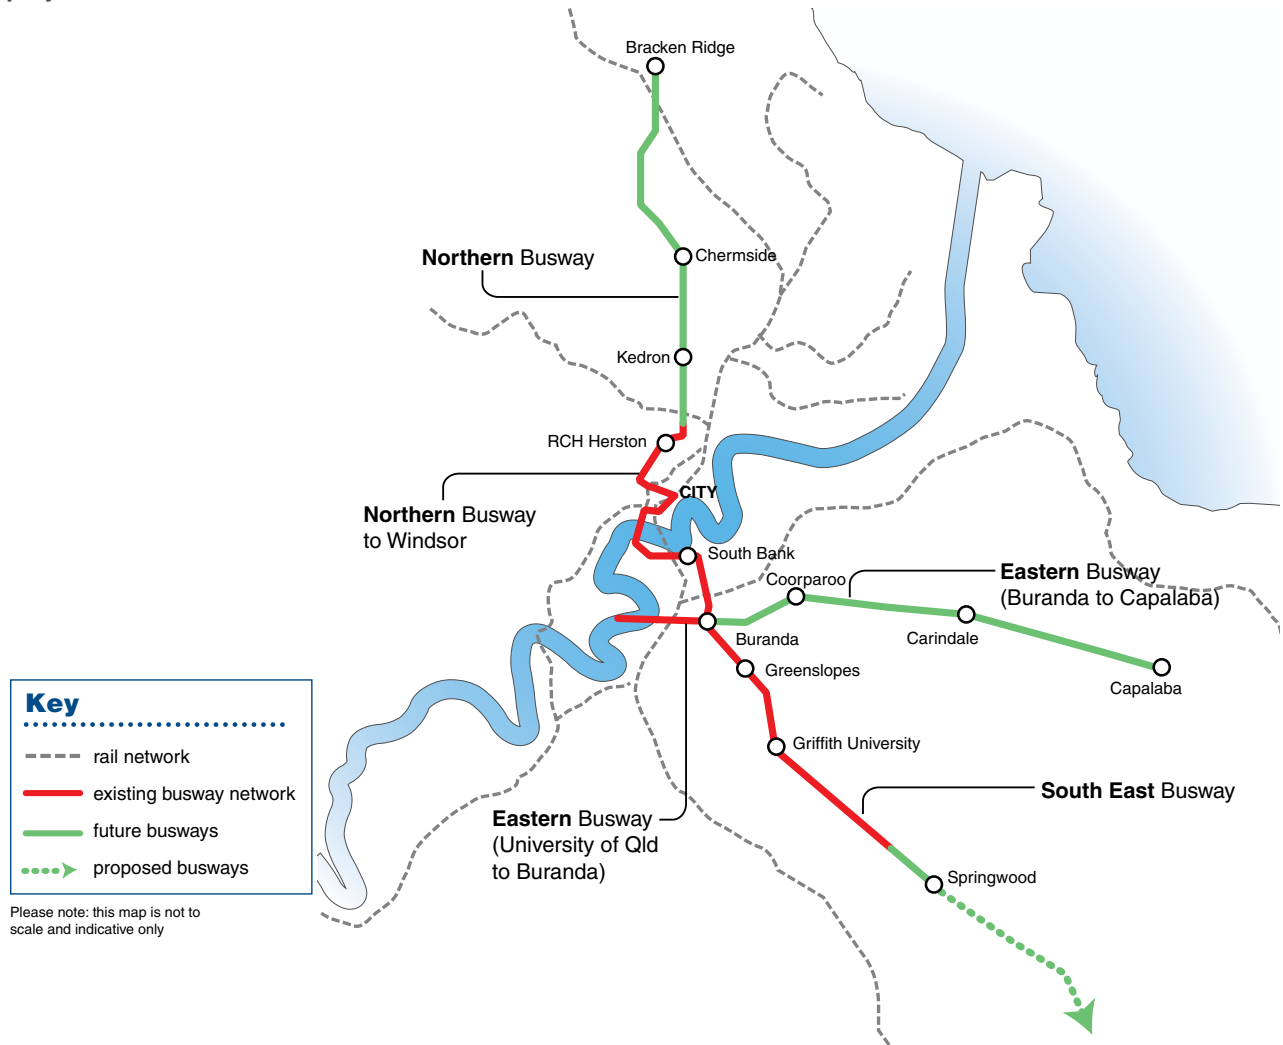 Bracken Ridge
Northern Busway
Chermside
Kedron
RCH Herston
CITY
Northern Busway
to Windsor
South Bank
Coorparoo
Eastern Busway
(Buranda to Capalaba)
Buranda
Carindale
Greenslopes
Capalaba
Griffith University
South East Busway
Eastern Busway
(University of Qld
to Buranda)
Springwood
Key
rail network
existing busway network
future busways
proposed busways
Please note: this map is not to
scale and indicative only